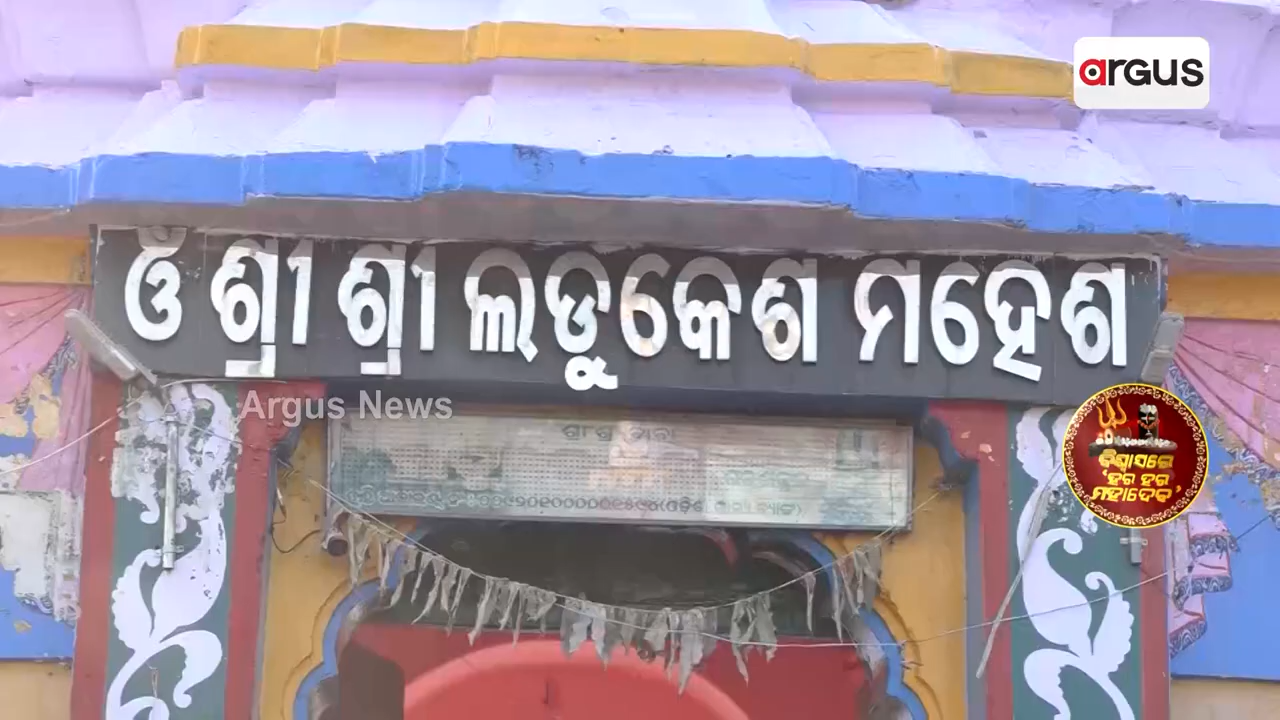 argus
ଓଁ ଶ୍ରୀ ଶ୍ରୀ ଲଡୁକେଶ ମହେଶ
Argus News
ବିଶ୍ବାସରେ
'ହର ହର
ମହାଦେବ'